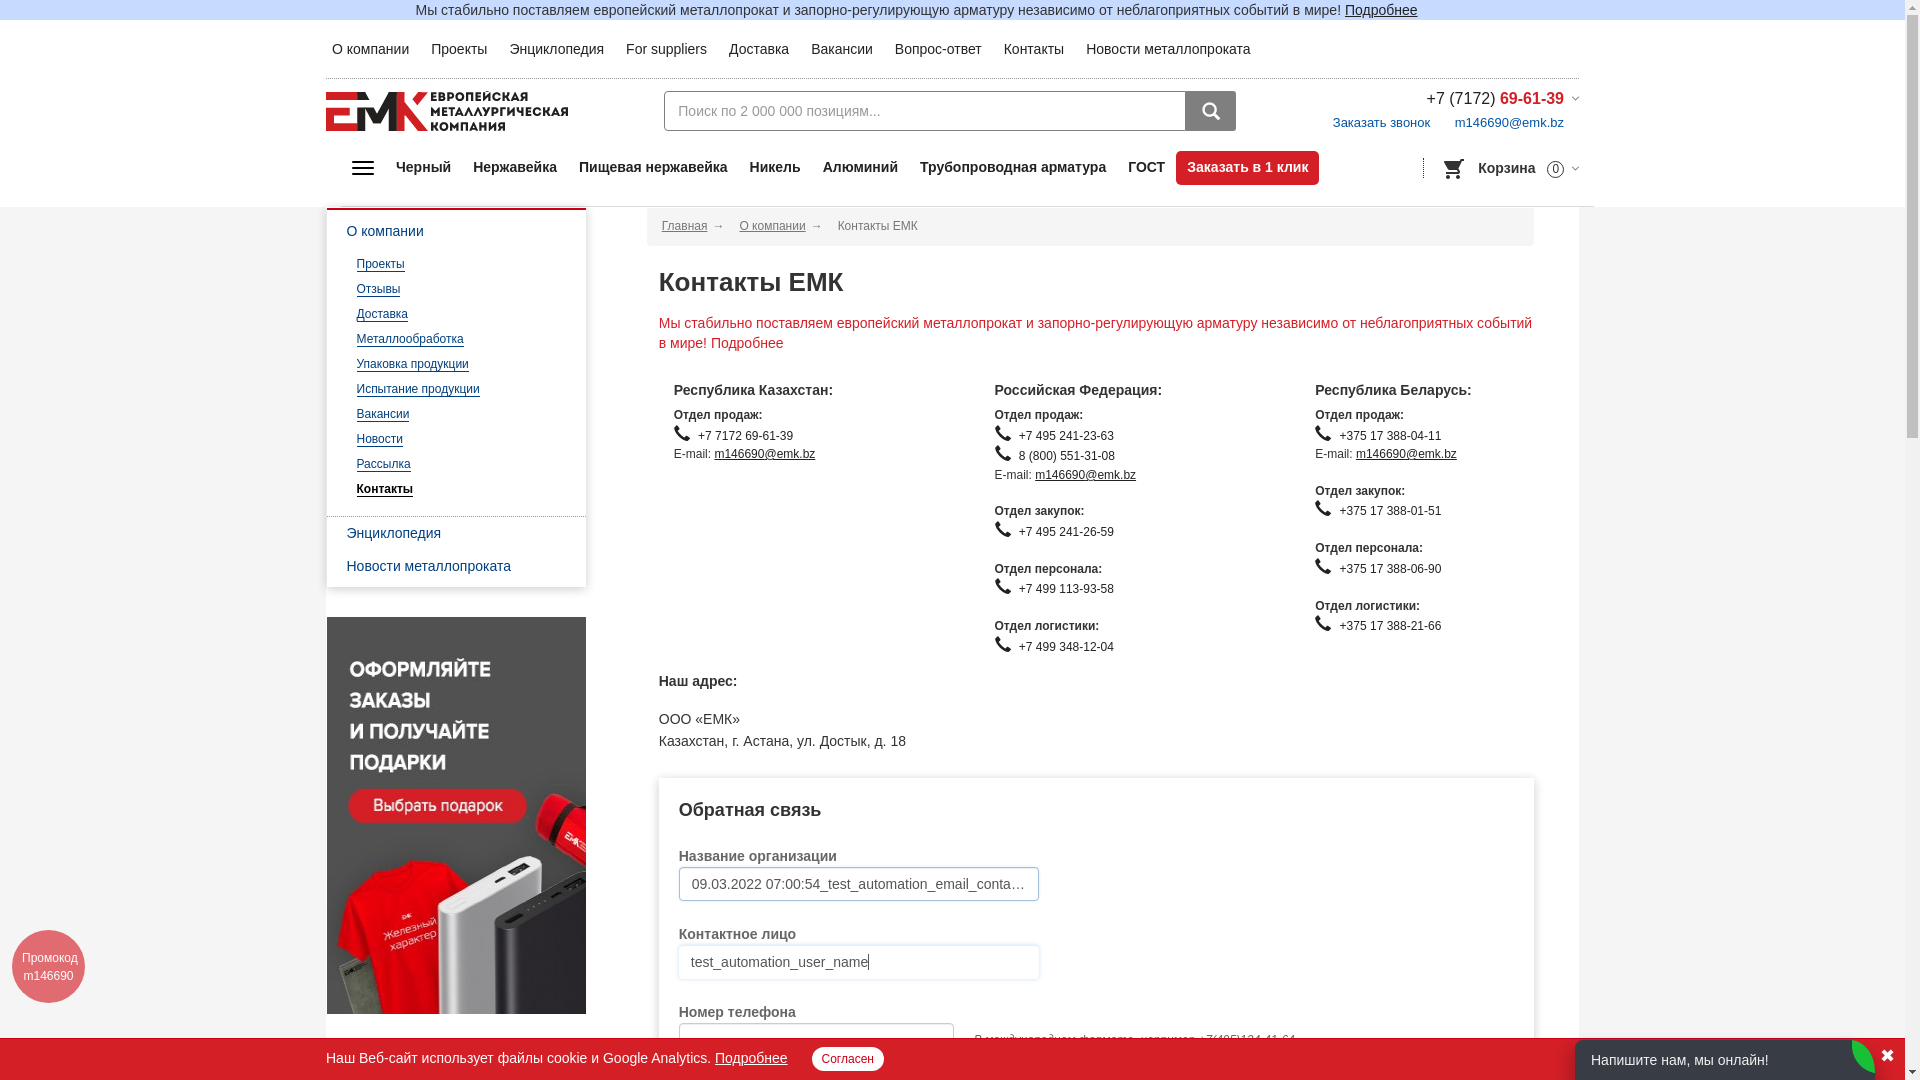 Мы стабильно поставляем европейский металлопрокат и запорно-регулирующую арматуру независимо от неблагоприятных событий в мире! Подробнее
О компании Проекты Энциклопедия For suppliers Доставка Вакансии Вопрос-ответ Контакты Новости металлопроката
ЕМК ЕВРОПЕЙСКАЯ
МЕТАЛЛУРГИЧЕСКАЯ
КОМПАНИЯ
Поиск по 2 000 000 позициям...
+7 (7172) 69-61-39
Заказать звонок m146690@emk.bz
Черный Нержавейка Пищевая нержавейка Никель Алюминий Трубопроводная арматура ГОСТ Заказать в 1 клик Корзина 0
О компании
Проекты
Отзывы
Доставка
Металлообработка
Упаковка продукции
Испытание продукции
Вакансии
Новости
Рассылка
Контакты
Энциклопедия
Новости металлопроката
ОФОРМЛЯЙТЕ
ЗАКАЗЫ
И ПОЛУЧАЙТЕ
ПОДАРКИ
Выбрать подарок
ЕМК
ЕМК
Железный
характер
Промокод
m146690
Главная → О компании → Контакты ЕМК
Контакты ЕМК
Мы стабильно поставляем европейский металлопрокат и запорно-регулирующую арматуру независимо от неблагоприятных событий
в мире! Подробнее
Республика Казахстан:
Отдел продаж:
+7 7172 69-61-39
E-mail: m146690@emk.bz
Российская Федерация:
Отдел продаж:
+7 495 241-23-63
8 (800) 551-31-08
E-mail: m146690@emk.bz
Отдел закупок:
+7 495 241-26-59
Отдел персонала:
+7 499 113-93-58
Отдел логистики:
+7 499 348-12-04
Республика Беларусь:
Отдел продаж:
+375 17 388-04-11
E-mail: m146690@emk.bz
Отдел закупок:
+375 17 388-01-51
Отдел персонала:
+375 17 388-06-90
Отдел логистики:
+375 17 388-21-66
Наш адрес:
ООО «ЕМК»
Казахстан, г. Астана, ул. Достык, д. 18
Обратная связь
Название организации
09.03.2022 07:00:54_test_automation_email_conta...
Контактное лицо
test_automation_user_name
Номер телефона
Наш Веб-сайт использует файлы cookie и Google Analytics. Подробнее Согласен
Напишите нам, мы онлайн!